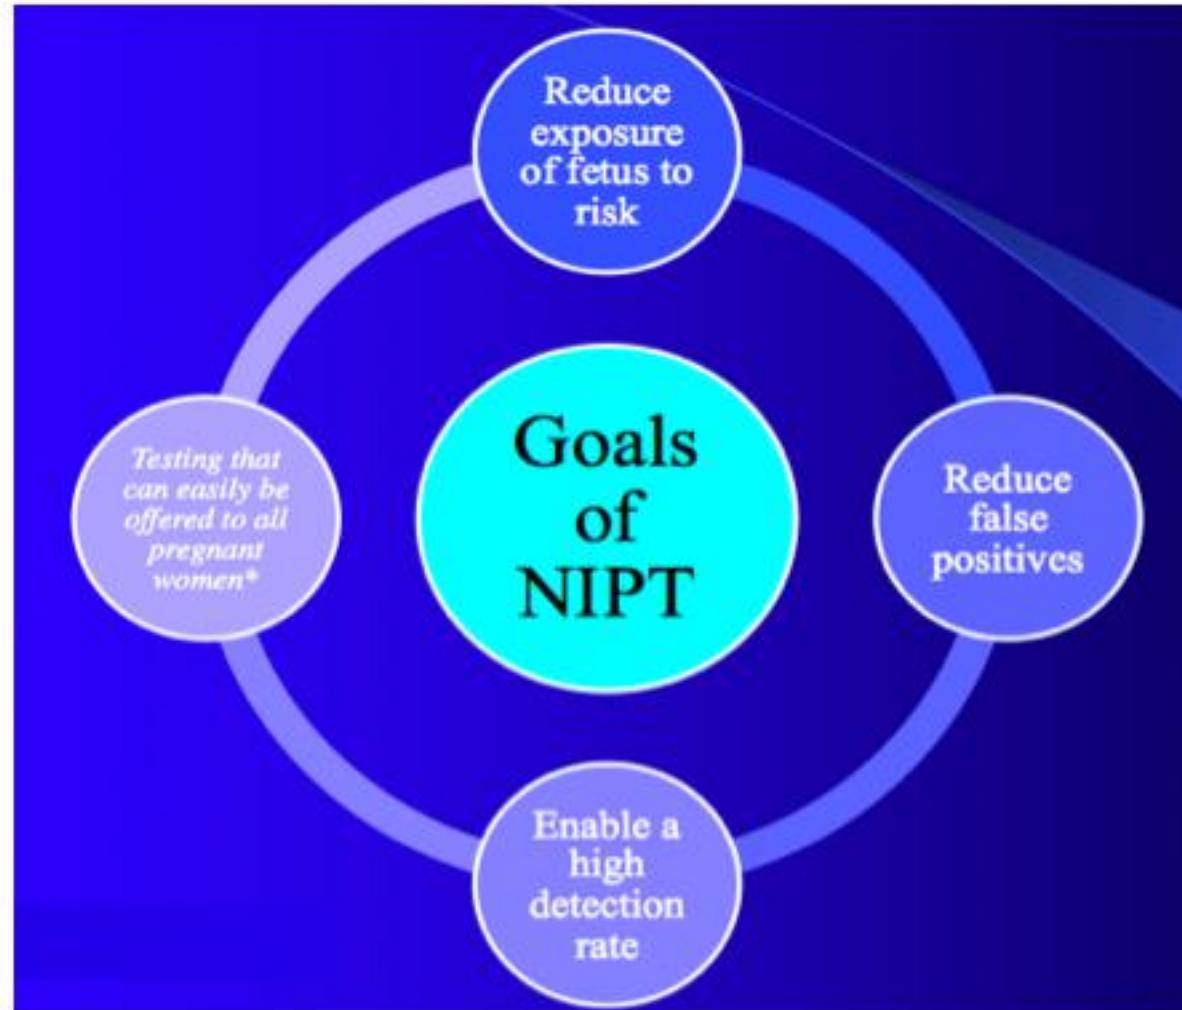 Reduce
exposure
of fetus to
risk
Testing that
can easily be
offered to all
pregnant
women*
Goals
of
NIPT
Reduce
false
positives
Enable a
high
detection
rate